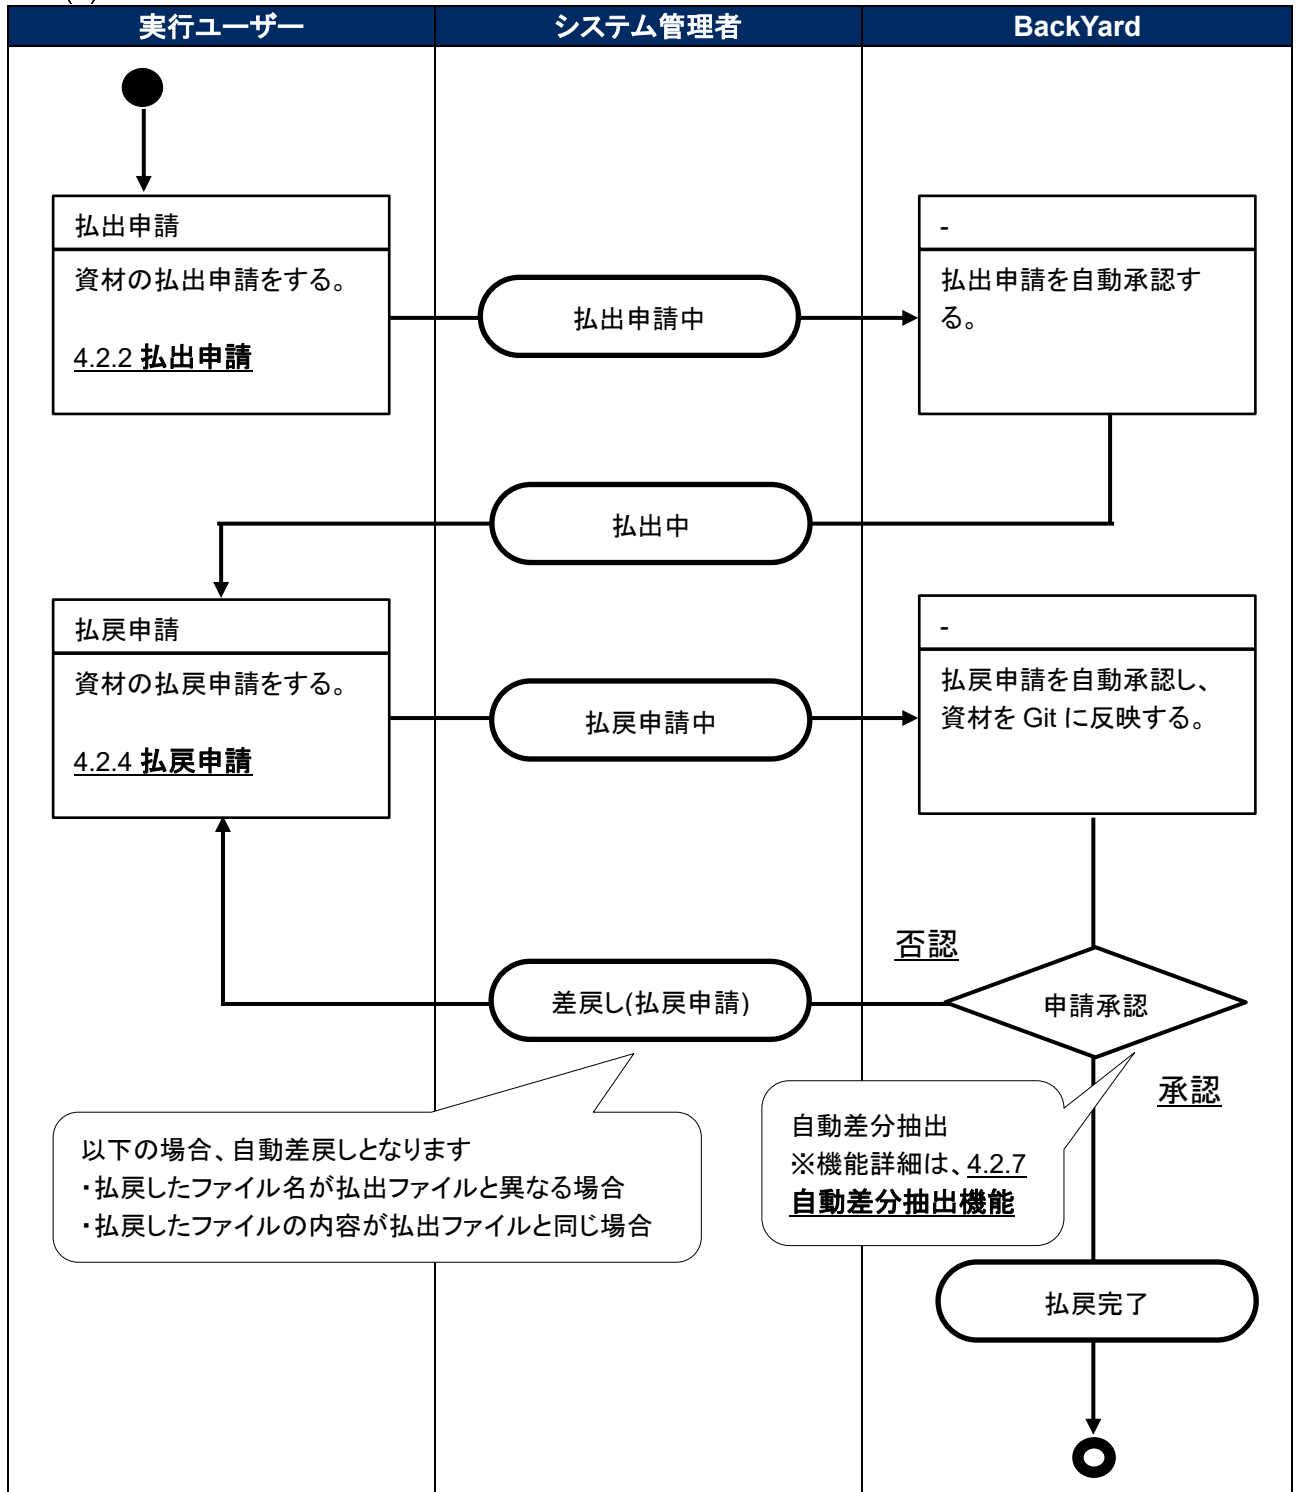 実行ユーザー
システム管理者
BackYard
払出申請
資材の払出申請をする。
4.2.2 払出申請
払出申請中
-
払出申請を自動承認す
る。
払出中
払戻申請
資材の払戻申請をする。
4.2.4 払戻申請
払戻申請中
-
払戻申請を自動承認し、
資材を Git に反映する。
否認
差戻し(払戻申請)
申請承認
承認
以下の場合、自動差戻しとなります
・払戻したファイル名が払出ファイルと異なる場合
・払戻したファイルの内容が払出ファイルと同じ場合
自動差分抽出
※機能詳細は、4.2.7
自動差分抽出機能
払戻完了